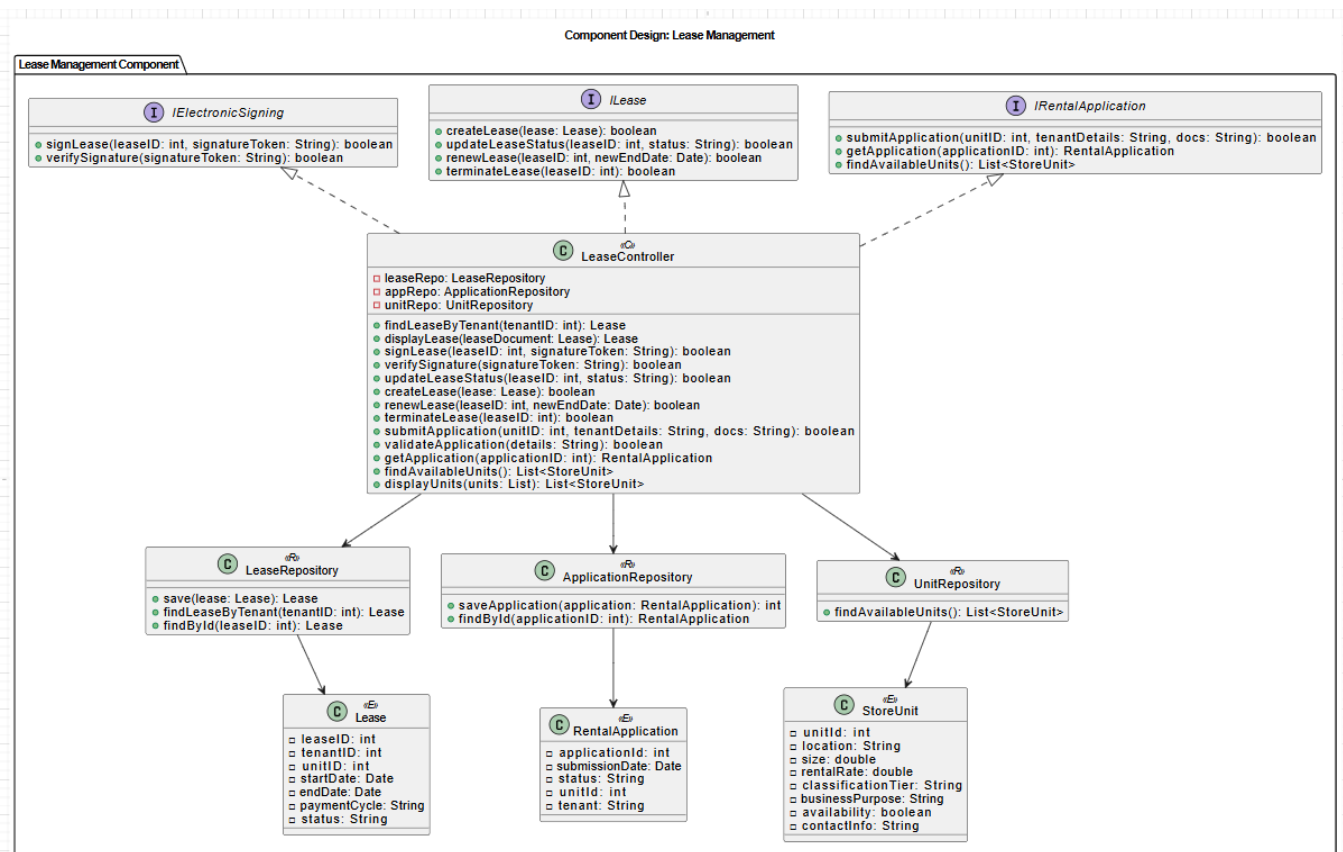 Component Design: Lease Management
Lease Management Component
I IElectronicSigning
signLease(leaseID: int, signatureToken: String): boolean
verifySignature(signatureToken: String): boolean
I ILease
createLease(lease: Lease): boolean
updateLeaseStatus(leaseID: int, status: String): boolean
renewLease(leaseID: int, newEndDate: Date): boolean
terminateLease(leaseID: int): boolean
I IRentalApplication
submitApplication(unitID: int, tenantDetails: String, docs: String): boolean
getApplication(applicationID: int): RentalApplication
findAvailableUnits(): List<StoreUnit>
C «C»
LeaseController
leaseRepo: LeaseRepository
appRepo: ApplicationRepository
unitRepo: UnitRepository
findLeaseByTenant(tenantID: int): Lease
displayLease(leaseDocument: Lease): Lease
signLease(leaseID: int, signatureToken: String): boolean
verifySignature(signatureToken: String): boolean
updateLeaseStatus(leaseID: int, status: String): boolean
createLease(lease: Lease): boolean
renewLease(leaseID: int, newEndDate: Date): boolean
terminateLease(leaseID: int): boolean
submitApplication(unitID: int, tenantDetails: String, docs: String): boolean
validateApplication(details: String): boolean
getApplication(applicationID: int): RentalApplication
findAvailableUnits(): List<StoreUnit>
displayUnits(units: List): List<StoreUnit>
C «R»
LeaseRepository
save(lease: Lease): Lease
findLeaseByTenant(tenantID: int): Lease
findById(leaseID: int): Lease
C «R»
ApplicationRepository
saveApplication(application: RentalApplication): int
findById(applicationID: int): RentalApplication
C «R»
UnitRepository
findAvailableUnits(): List<StoreUnit>
C «E»
Lease
leaseID: int
tenantID: int
unitID: int
startDate: Date
endDate: Date
paymentCycle: String
status: String
C «E»
RentalApplication
applicationId: int
submissionDate: Date
status: String
unitId: int
tenant: String
C «E»
StoreUnit
unitId: int
location: String
size: double
rentalRate: double
classificationTier: String
businessPurpose: String
availability: boolean
contactInfo: String